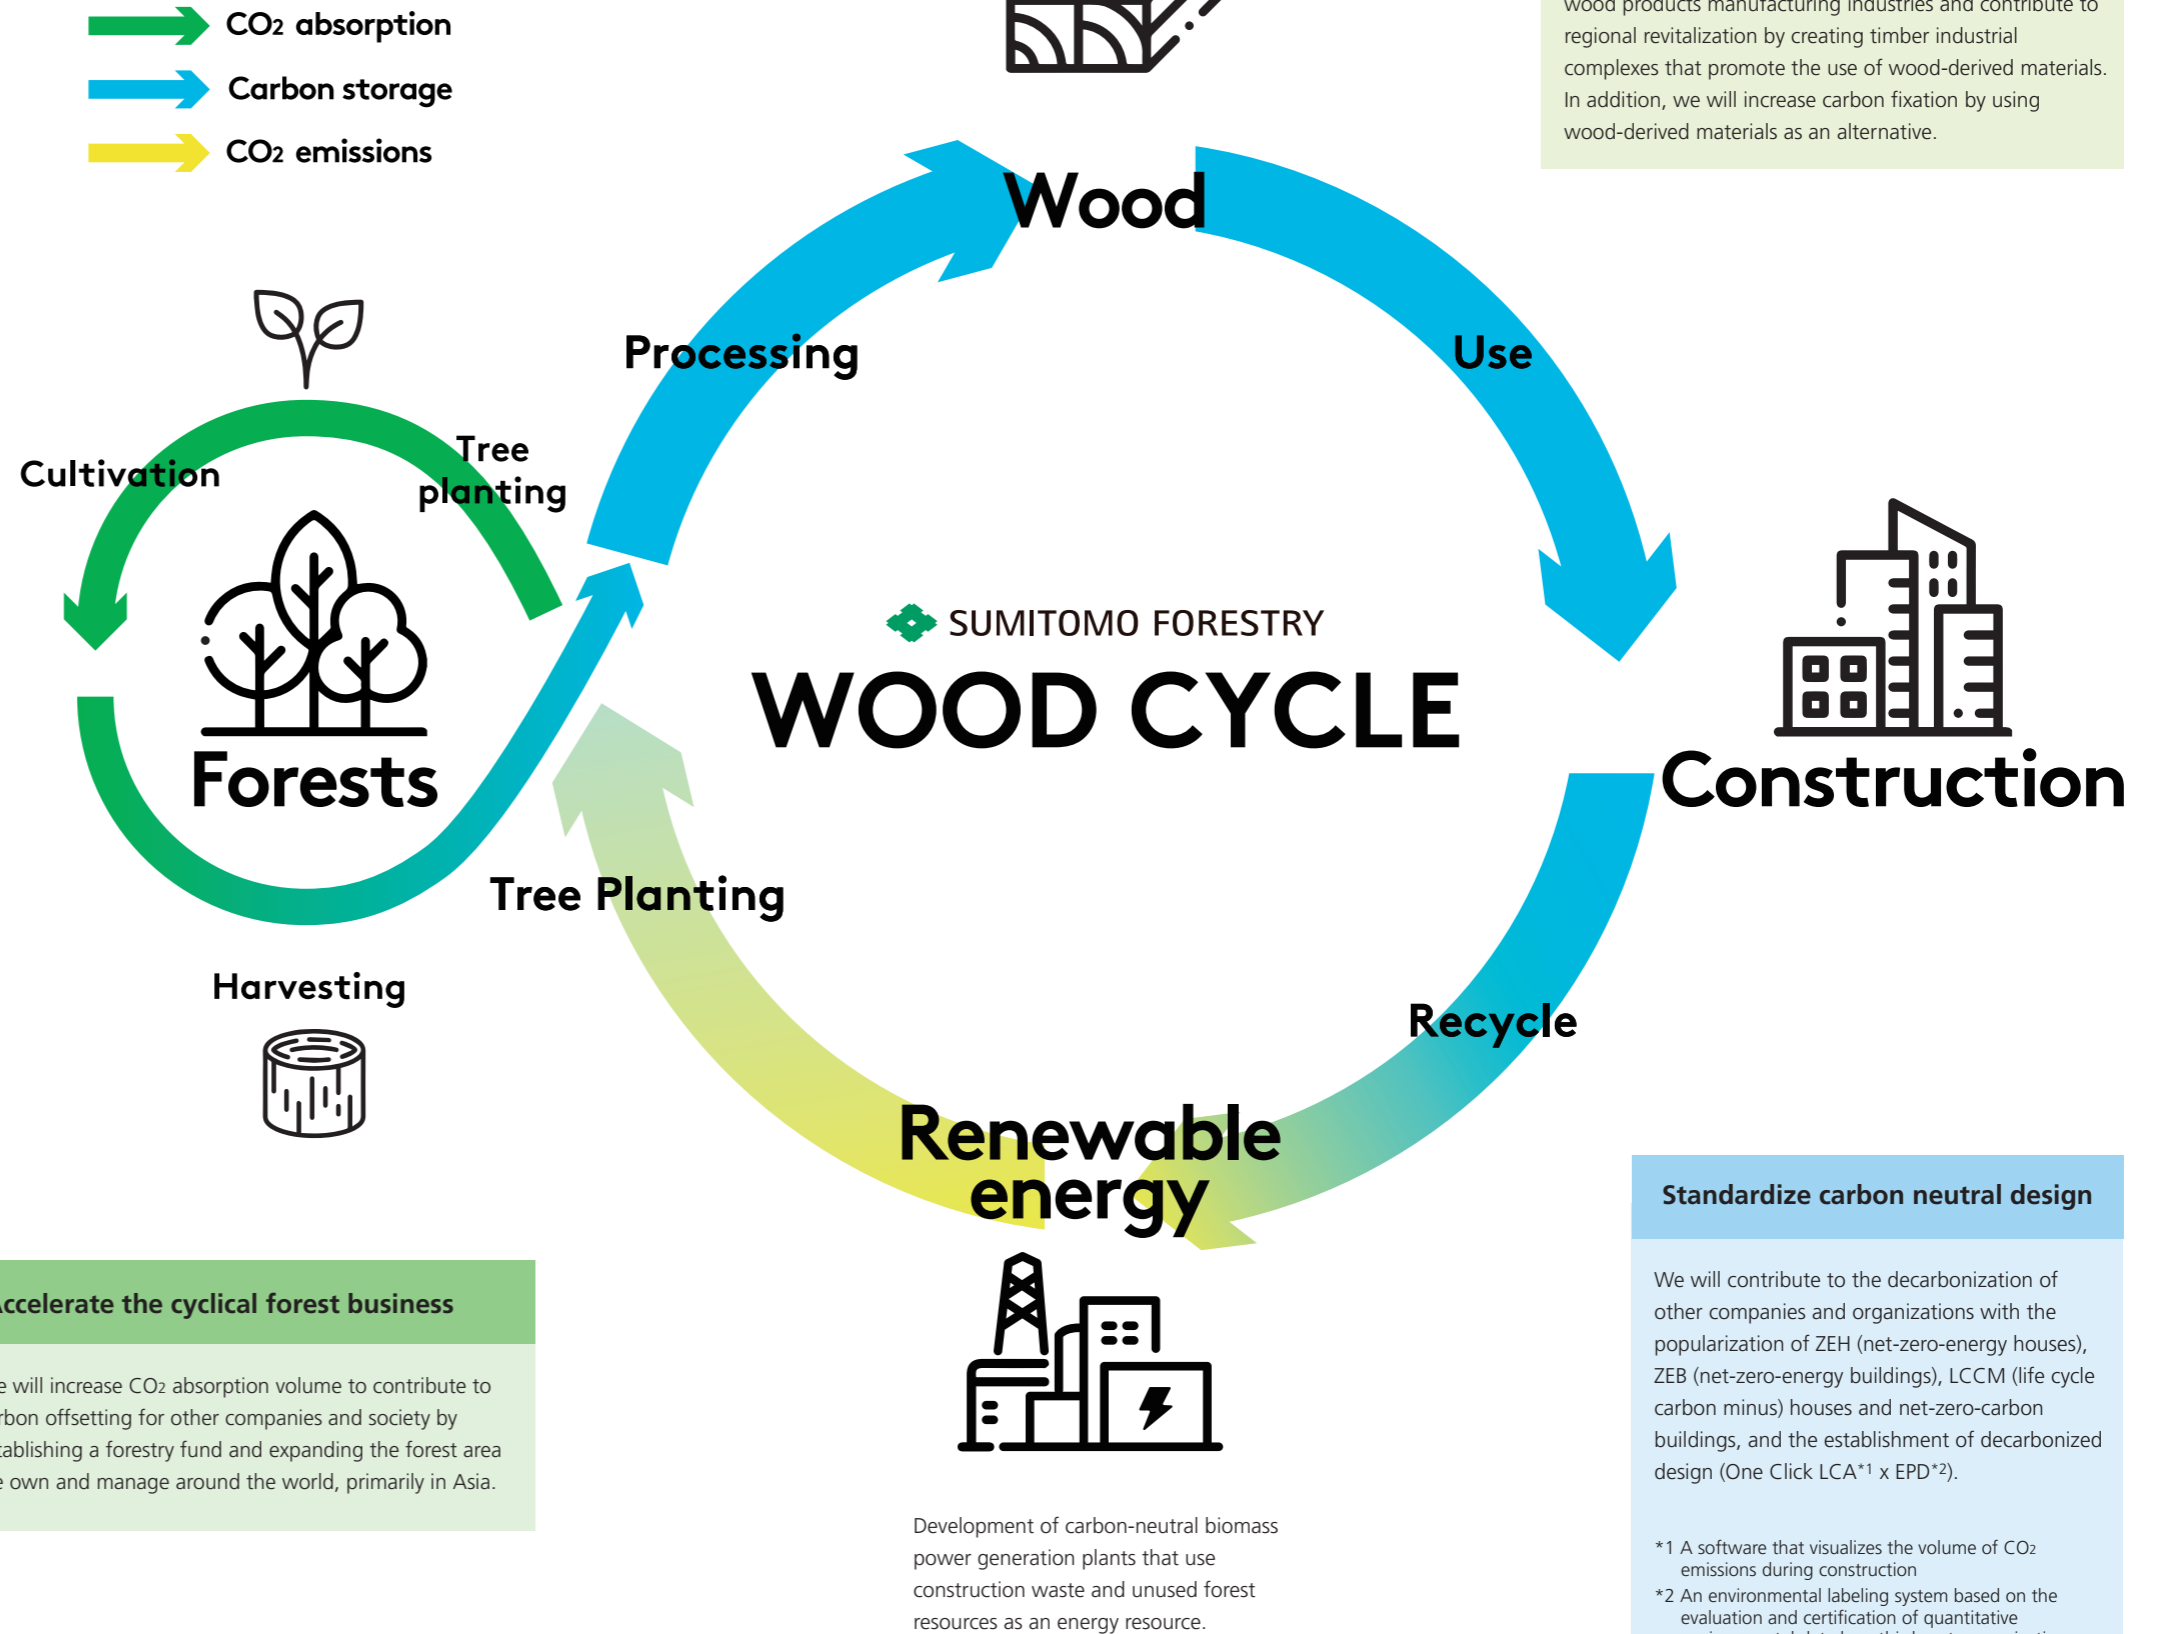 CO2 absorption
Carbon storage
CO2 emissions
wood products manufacturing industries and contribute to
regional revitalization by creating timber industrial
complexes that promote the use of wood-derived materials.
In addition, we will increase carbon fixation by using
wood-derived materials as an alternative.
Wood
Processing
Use
Cultivation
Tree
planting
Forests
SUMITOMO FORESTRY
WOOD CYCLE
Construction
Tree Planting
Harvesting
Recycle
Renewable
energy
Accelerate the cyclical forest business
will increase CO2 absorption volume to contribute to
offsetting for other companies and society by
a forestry fund and expanding the forest area
own and manage around the world, primarily in Asia.
Development of carbon-neutral biomass
power generation plants that use
construction waste and unused forest
resources as an energy resource.
Standardize carbon neutral design
We will contribute to the decarbonization of
other companies and organizations with the
popularization of ZEH (net-zero-energy houses),
ZEB (net-zero-energy buildings), LCCM (life cycle
carbon minus) houses and net-zero-carbon
buildings, and the establishment of decarbonized
design (One Click LCA*1 x EPD*2).
*1 A software that visualizes the volume of CO2
emissions during construction
*2 An environmental labeling system based on the
evaluation and certification of quantitative